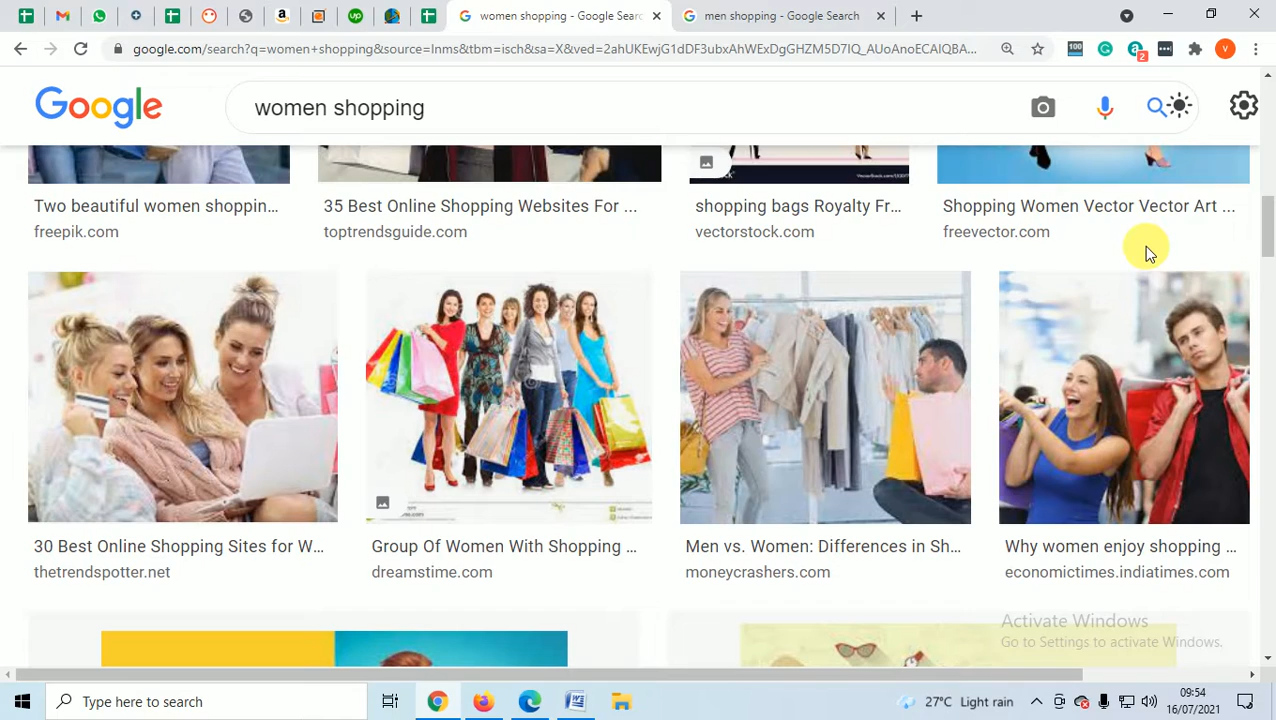 women shopping - Google Sear
men shopping - Google Search
google.com/search?q=women+shopping&source=lnms&tbm=isch&sa=X&ved=2ahUKEwjG1dDF3ubxAhWExDgGHZM5D7IQ_AUoAnoECAIQBA...
100
2
V
Google
women shopping
Two beautiful women shoppin...
freepik.com
35 Best Online Shopping Websites For ...
toptrendsguide.com
shopping bags Royalty Fr...
vectorstock.com
Shopping Women Vector Vector Art ...
freevector.com
30 Best Online Shopping Sites for W...
thetrendspotter.net
Group Of Women With Shopping ...
dreamstime.com
Men vs. Women: Differences in Sh...
moneycrashers.com
Why women enjoy shopping ...
economictimes.indiatimes.com
Activate Windows
Go to Settings to activate Windows.
Type here to search
27°C Light rain
09:54
16/07/2021